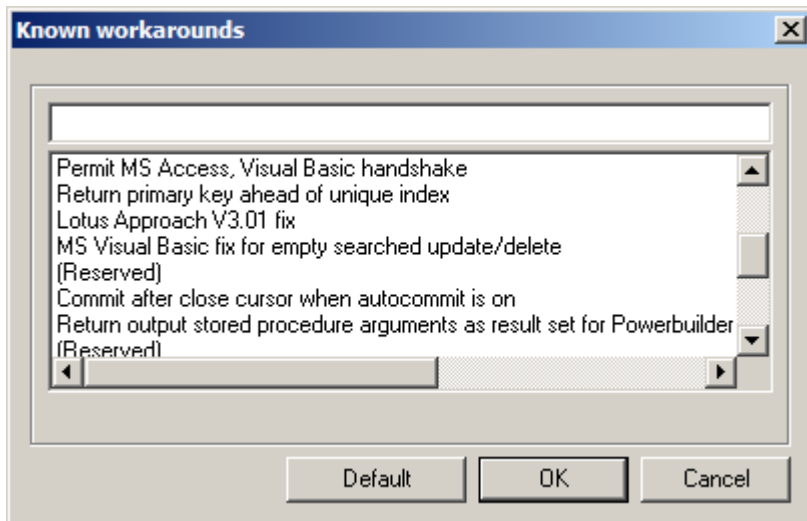 Known workarounds
Permit MS Access, Visual Basic handshake
Return primary key ahead of unique index
Lotus Approach V3.01 fix
MS Visual Basic fix for empty searched update/delete
(Reserved)
Commit after close cursor when autocommit is on
Return output stored procedure arguments as result set for Powerbuilder
(Reserved)
Default
OK
Cancel